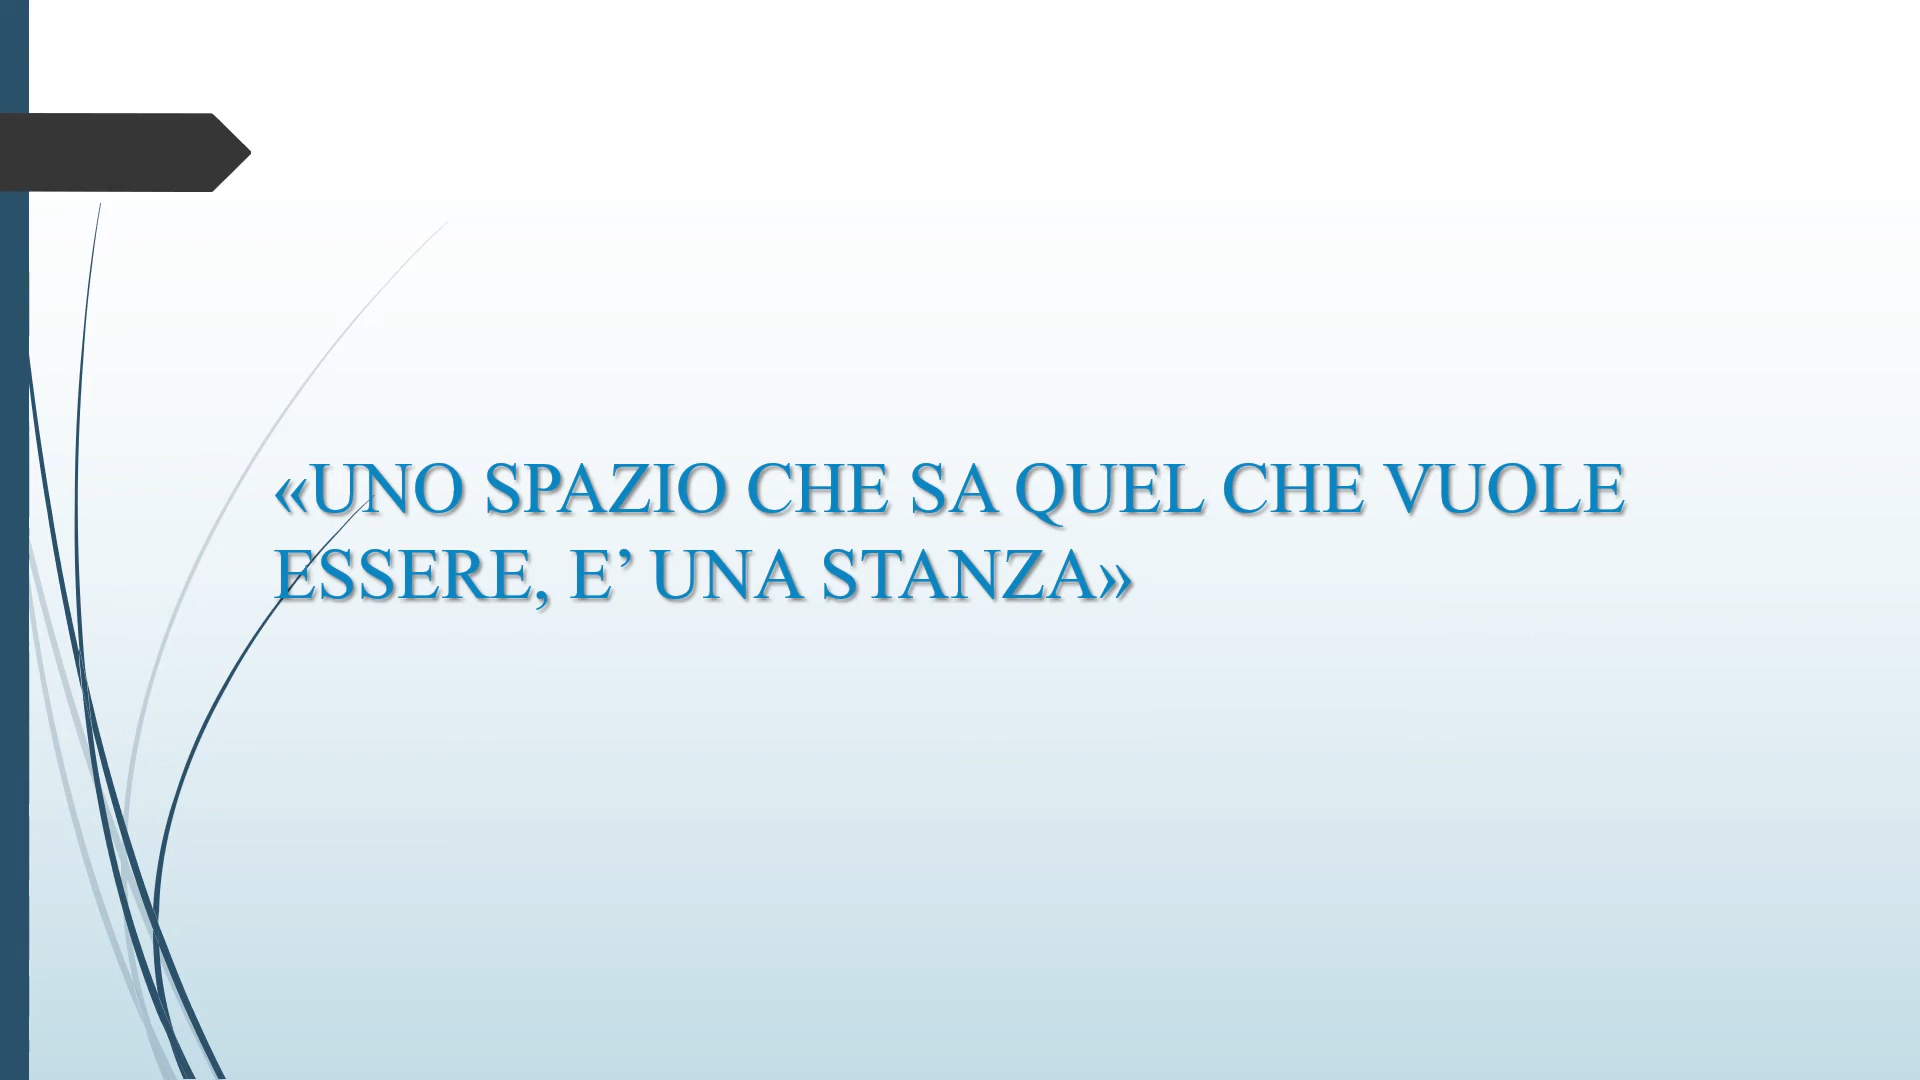 «UNO SPAZIO CHE SA QUEL CHE VUOLE
ESSERE, E’ UNA STANZA»